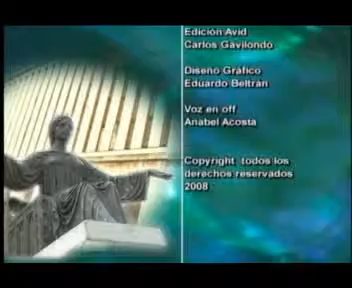 Edición Avid
Carlos Gavilondo
Diseño Gráfico
Eduardo Beltrán
Voz en off
Anabel Acosta
Copyright todos los
derechos reservados
2008